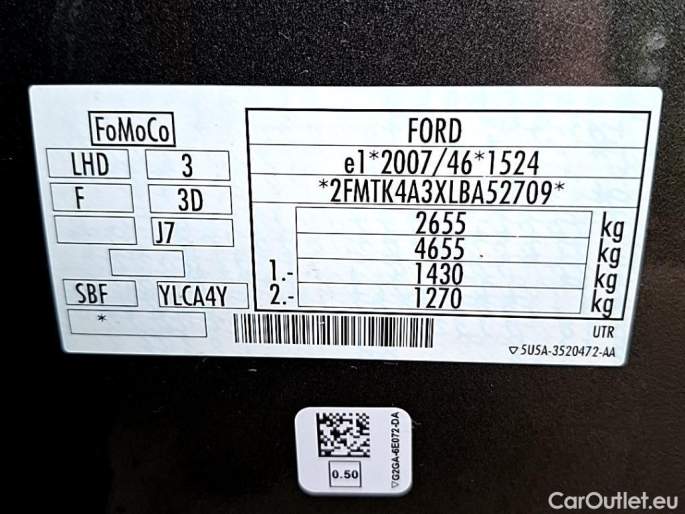 FoMoCo
FORD
LHD 3
e1*2007/46*1524
F 3D
*2FMTK4A3XLBA52709*
J7
2655 kg
4655 kg
1.- 1430 kg
SBF YLCA4Y
2.- 1270 kg
*
UTR
5U5A-3520472-AA
0.50
G2GA-6E072-DA
CarOutlet.eu